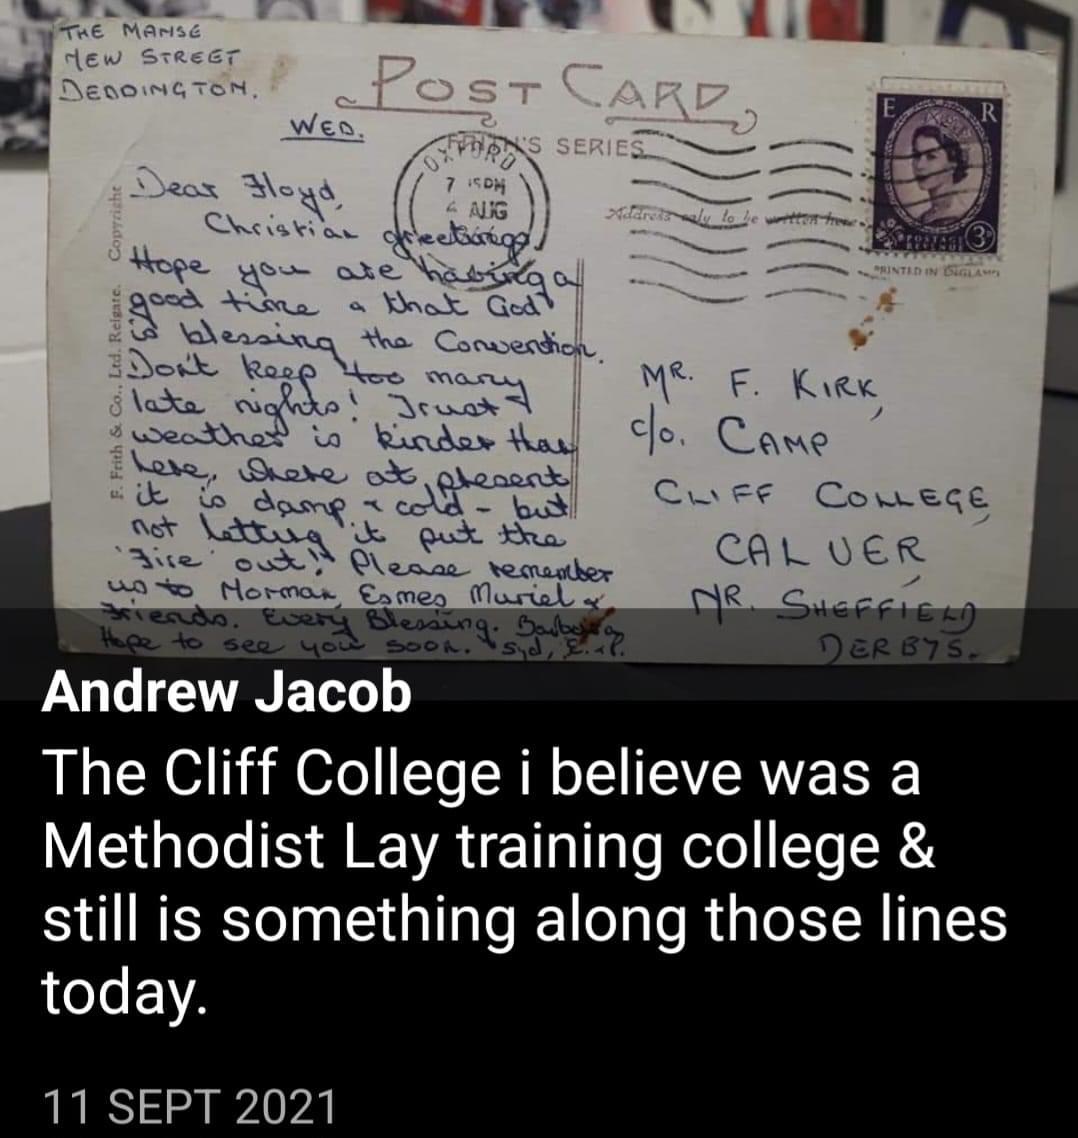 THE MANSE
NEW STREET
DEDDINGTON.
POST CARD
WED.
FRITH'S SERIES
OXFORD
7 15PM
4 AUG
E R
3D
POSTAGE
Address only to be written here
PRINTED IN ENGLAND
F. Frith & Co., Ltd. Reigate. Copyright
Dear Floyd,
Christian greetings.
Hope you are having a
good time & that God
is blessing the Convention.
Don't keep too many
late nights! Trust
weather is kinder than
here, where at present
it is damp & cold - but
not letting it put the
'fire' out! Please remember
us to Norman, Esmes Muriel &
friends. Every Blessing.
Hope to see you soon. Syd,
MR. F. KIRK,
c/o. CAMP
CLIFF COLLEGE
CALVER
NR. SHEFFIELD
DERBYS.
Andrew Jacob
The Cliff College i believe was a
Methodist Lay training college &
still is something along those lines
today.
11 SEPT 2021